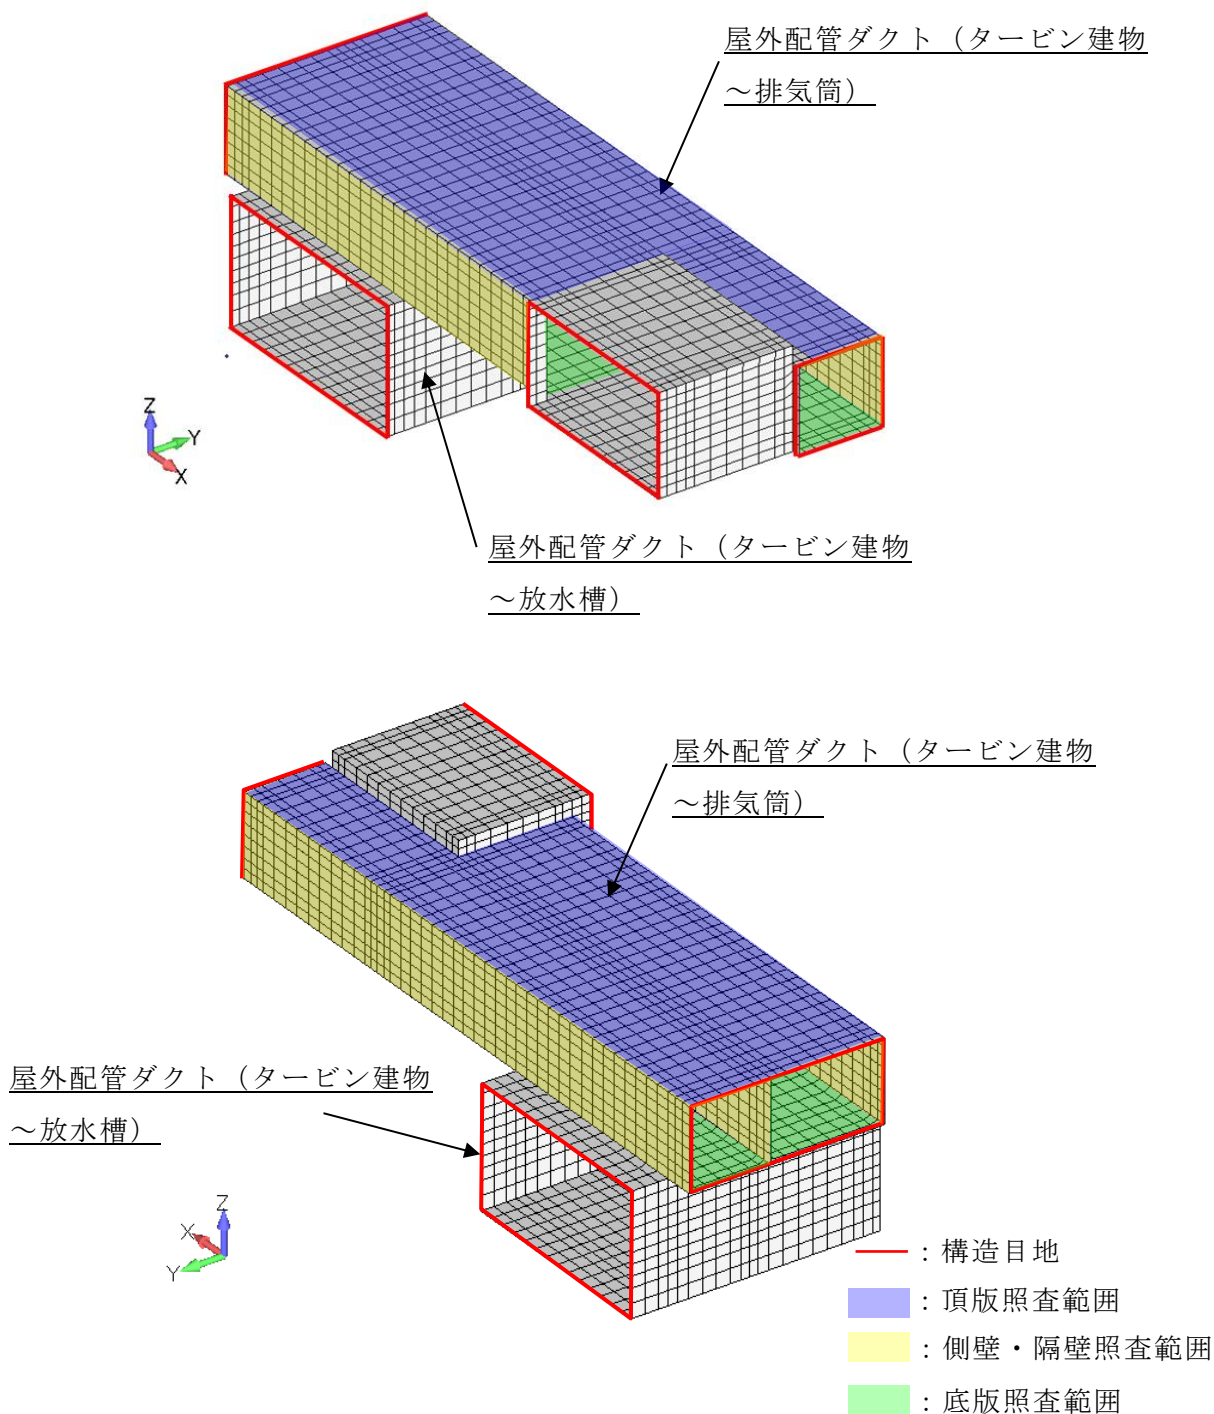 屋外配管ダクト（タービン建物
～排気筒）
Z
Y
X
屋外配管ダクト（タービン建物
～放水槽）
屋外配管ダクト（タービン建物
～排気筒）
屋外配管ダクト（タービン建物
～放水槽）
Z
X
Y
：構造目地
：頂版照査範囲
：側壁・隔壁照査範囲
：底版照査範囲